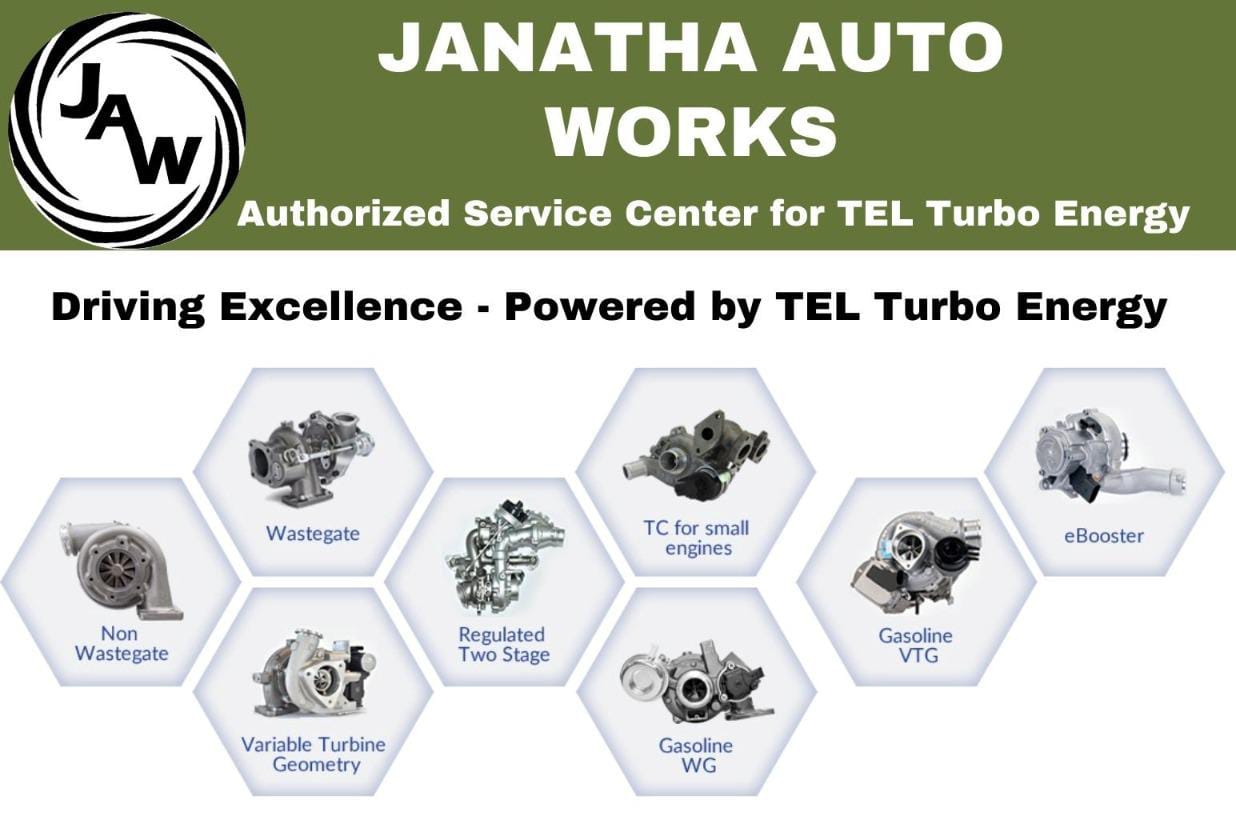 JAW
JANATHA AUTO
WORKS
Authorized Service Center for TEL Turbo Energy
Driving Excellence - Powered by TEL Turbo Energy
Non
Wastegate
Wastegate
Variable Turbine
Geometry
Regulated
Two Stage
TC for small
engines
Gasoline
WG
Gasoline
VTG
eBooster